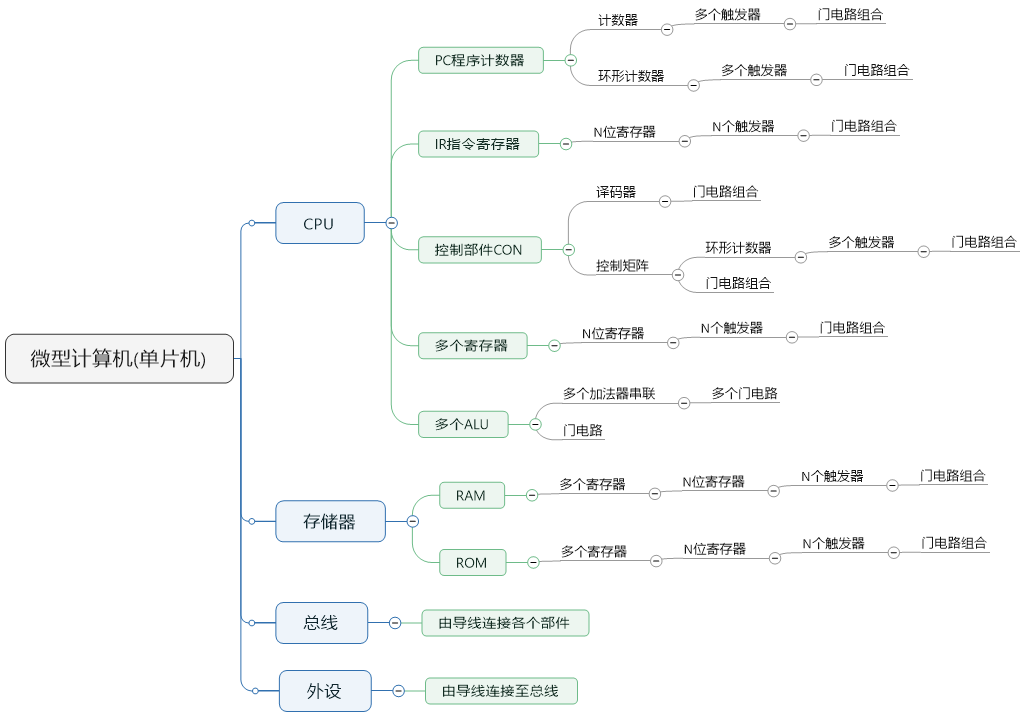 微型计算机(单片机)
CPU
PC程序计数器
计数器
多个触发器
门电路组合
环形计数器
多个触发器
门电路组合
IR指令寄存器
N位寄存器
N个触发器
门电路组合
控制部件CON
译码器
门电路组合
控制矩阵
环形计数器
多个触发器
门电路组合
门电路组合
多个寄存器
N位寄存器
N个触发器
门电路组合
多个ALU
多个加法器串联
多个门电路
门电路
存储器
RAM
多个寄存器
N位寄存器
N个触发器
门电路组合
ROM
多个寄存器
N位寄存器
N个触发器
门电路组合
总线
由导线连接各个部件
外设
由导线连接至总线